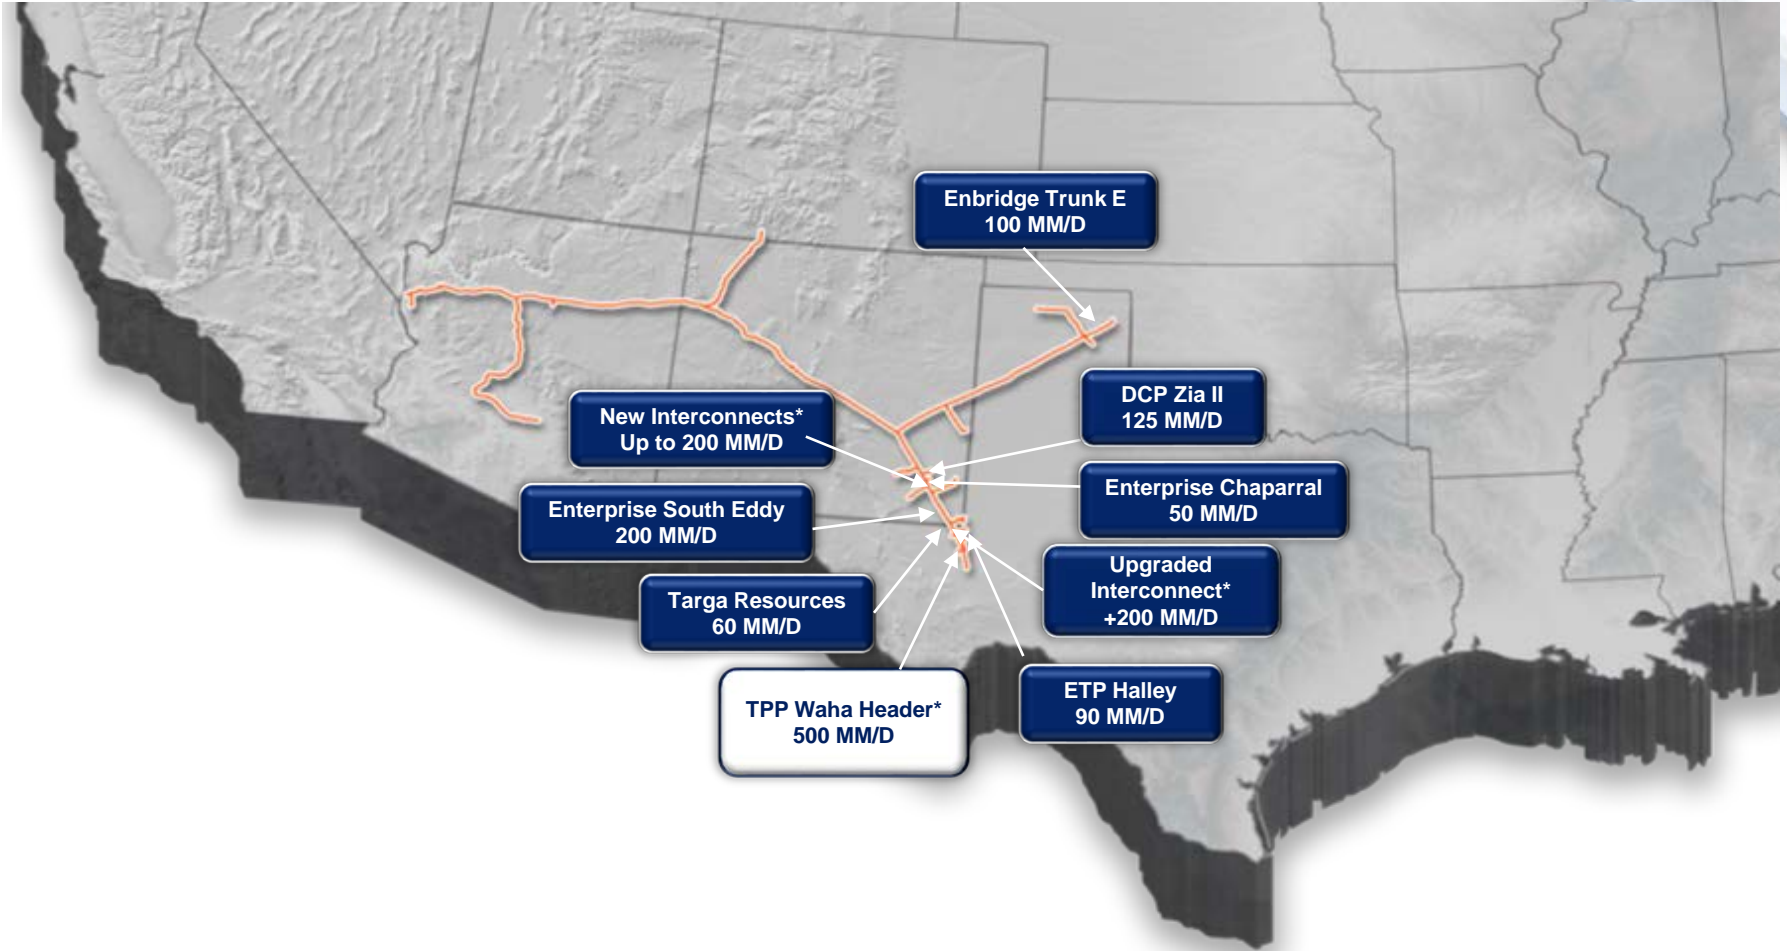 Enbridge Trunk E
100 MM/D
DCP Zia II
125 MM/D
New Interconnects*
Up to 200 MM/D
Enterprise Chaparral
50 MM/D
Enterprise South Eddy
200 MM/D
Upgraded
Interconnect*
+200 MM/D
Targa Resources
60 MM/D
ETP Halley
90 MM/D
TPP Waha Header*
500 MM/D